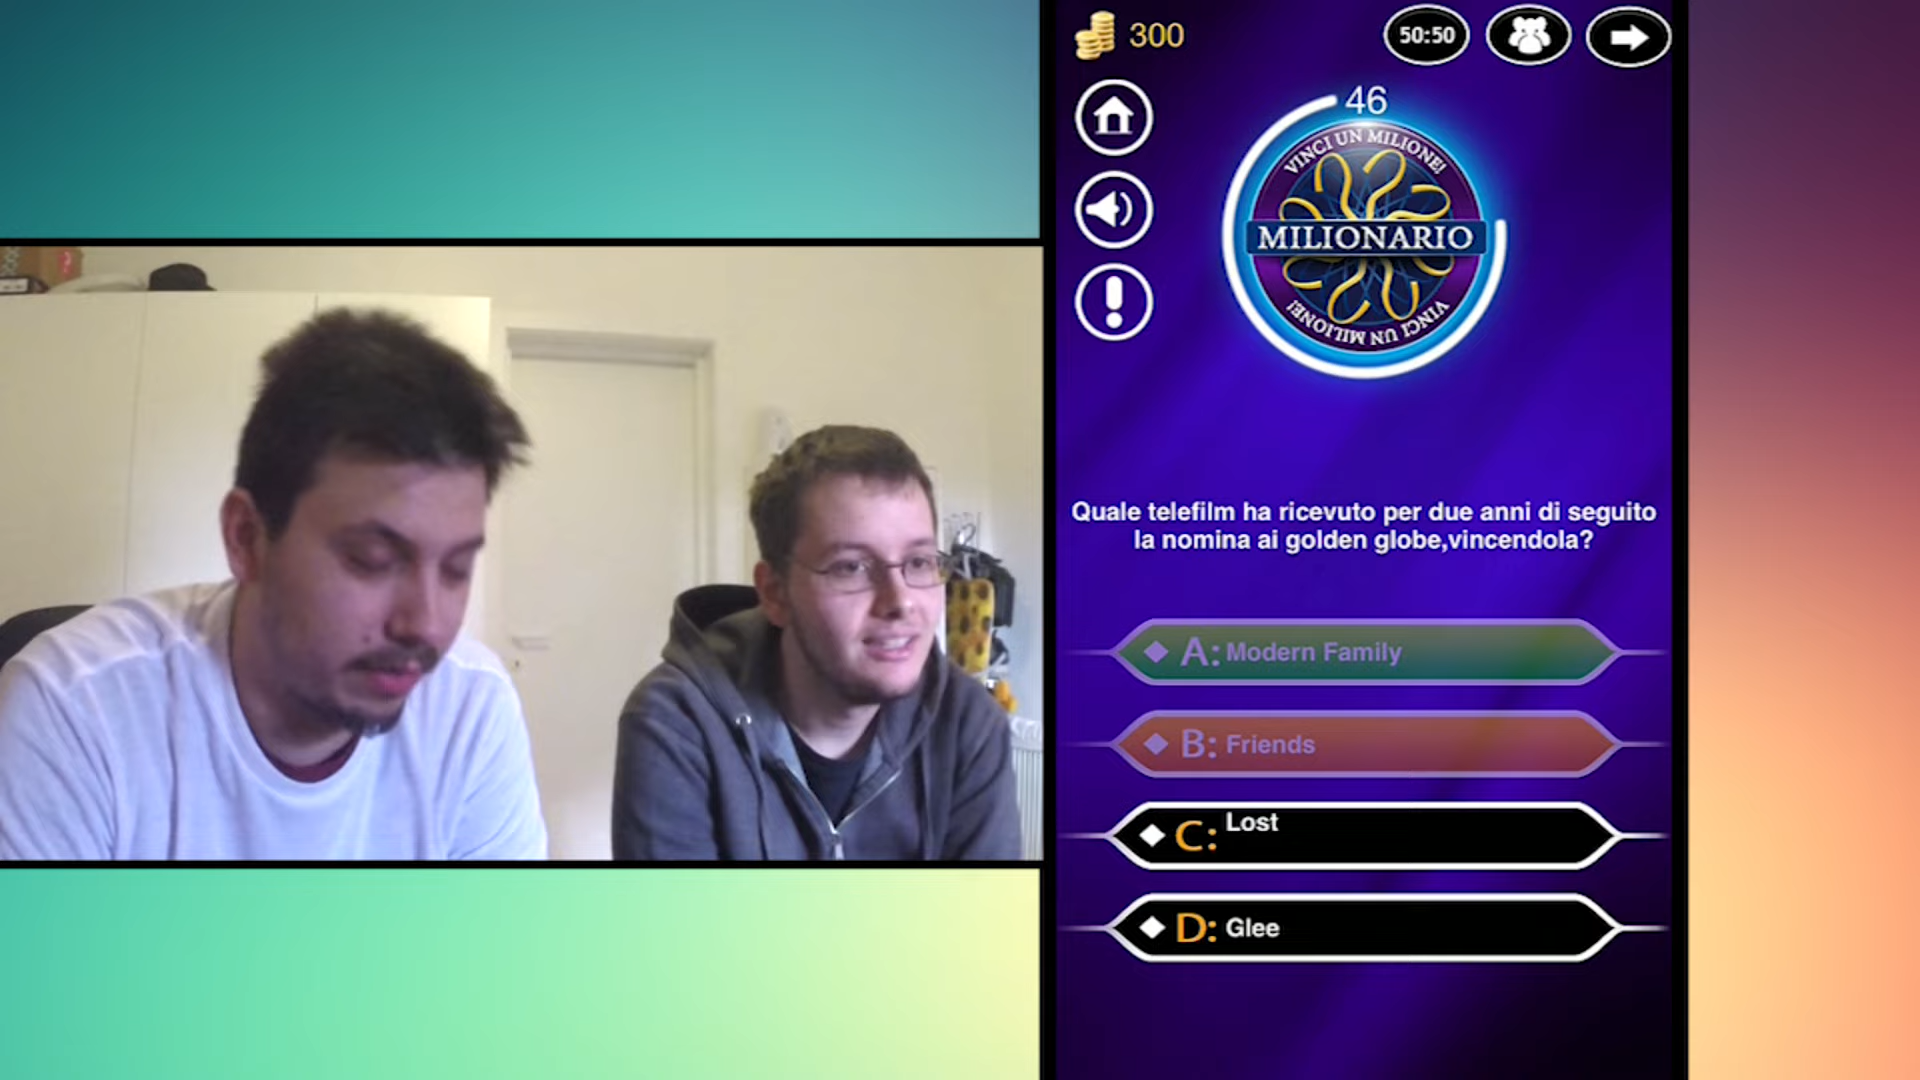 300
50:50
46
VINCI UN MILIONE!
MILIONARIO
VINCI UN MILIONE!
Quale telefilm ha ricevuto per due anni di seguito
la nomina ai golden globe,vincendola?
A: Modern Family
B: Friends
C: Lost
D: Glee